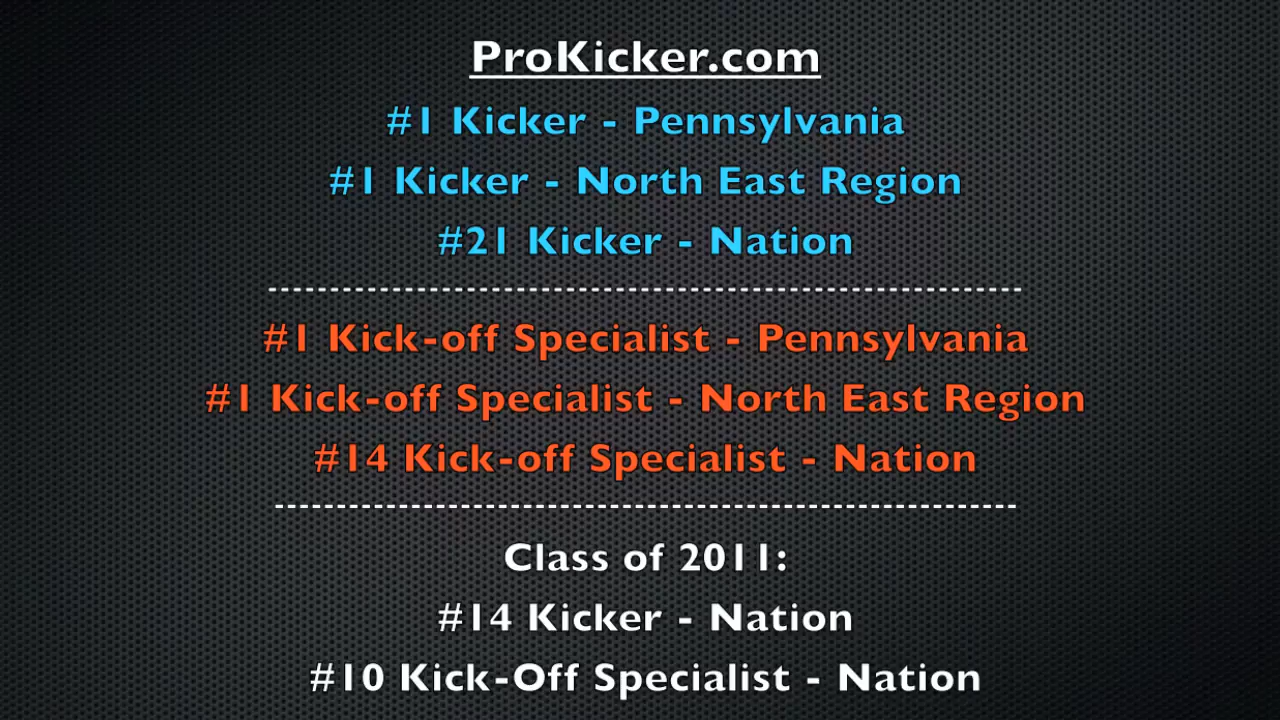 ProKicker.com
#1 Kicker - Pennsylvania
#1 Kicker - North East Region
#21 Kicker - Nation
#1 Kick-off Specialist - Pennsylvania
#1 Kick-off Specialist - North East Region
#14 Kick-off Specialist - Nation
Class of 2011:
#14 Kicker - Nation
#10 Kick-Off Specialist - Nation